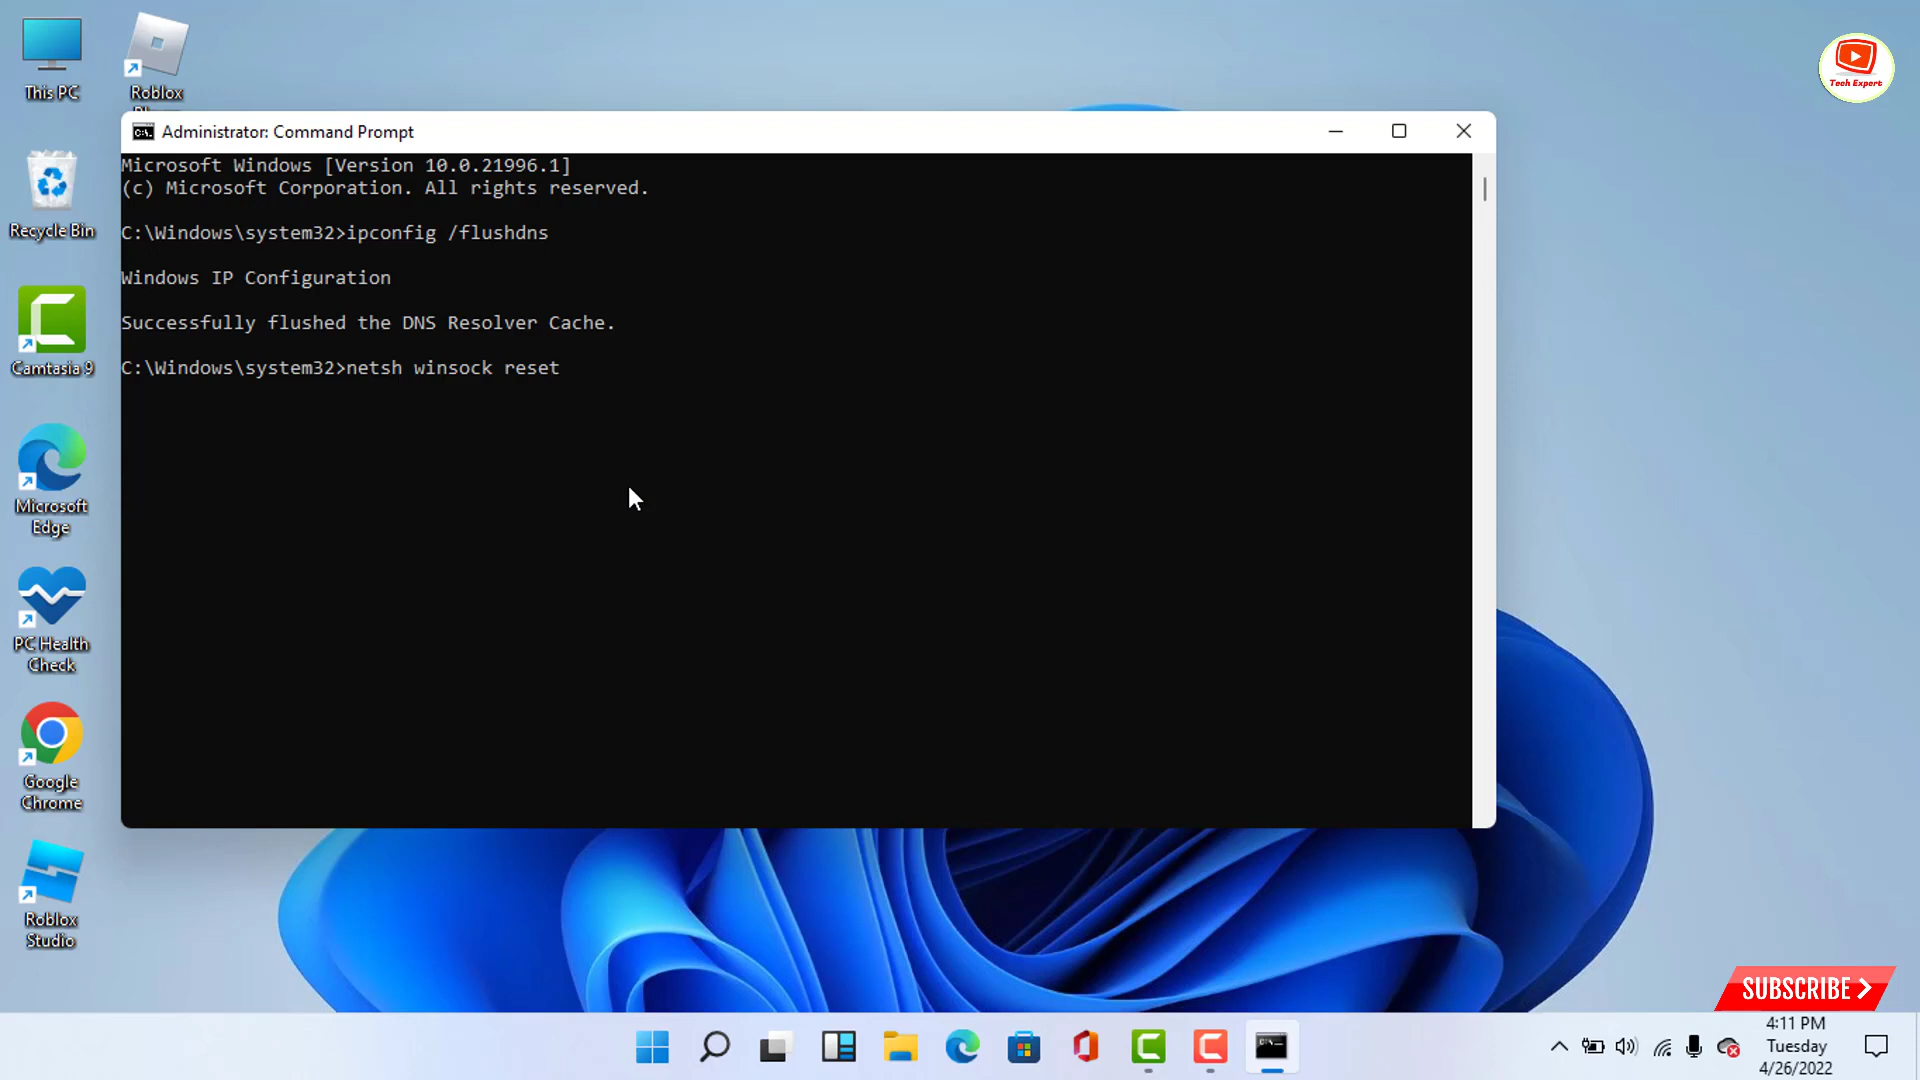 This PC
Roblox
Tech Expert
Administrator: Command Prompt
Microsoft Windows [Version 10.0.21996.1]
(c) Microsoft Corporation. All rights reserved.
C:\Windows\system32>ipconfig /flushdns
Windows IP Configuration
Successfully flushed the DNS Resolver Cache.
C:\Windows\system32>netsh winsock reset
Recycle Bin
Camtasia 9
Microsoft
Edge
PC Health
Check
Google
Chrome
Roblox
Studio
SUBSCRIBE
4:11 PM
Tuesday
4/26/2022